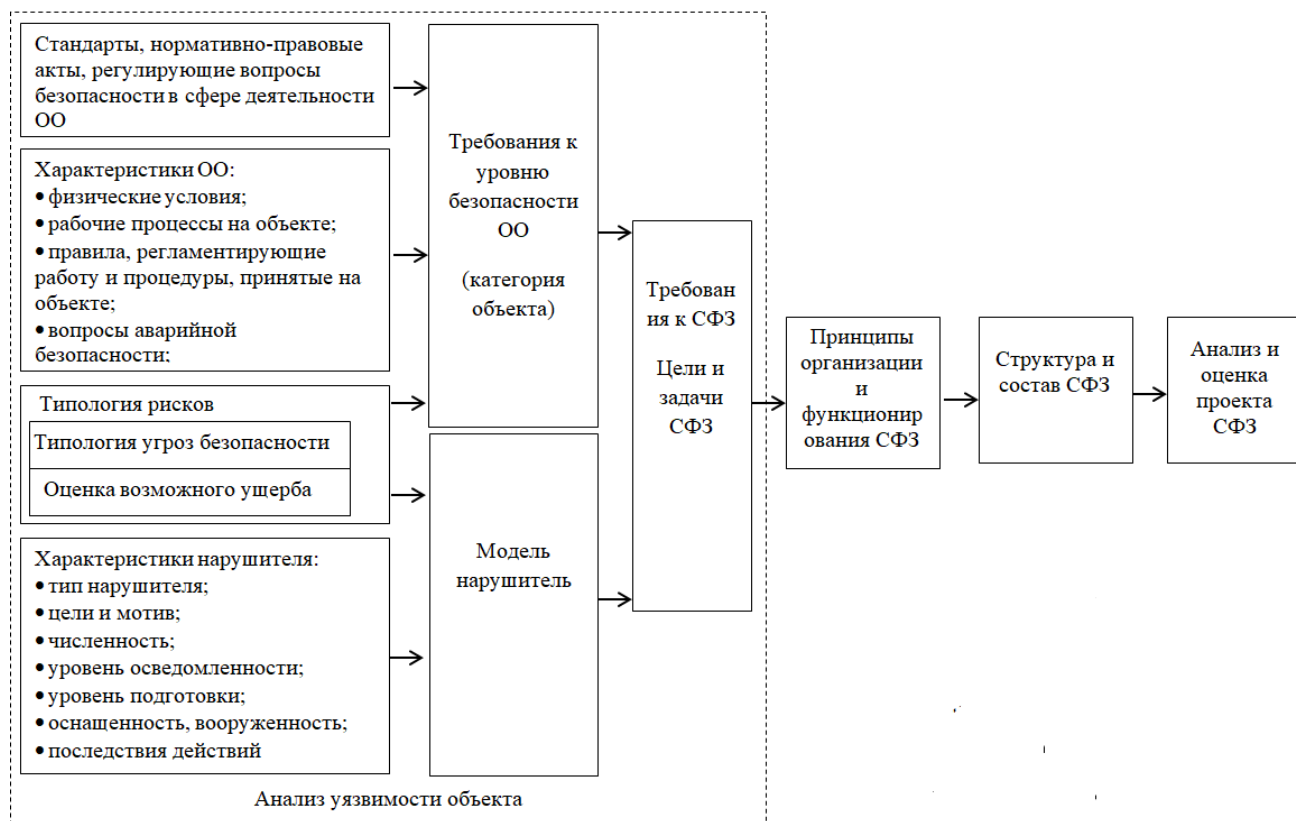 Стандарты, нормативно-правовые
акты, регулирующие вопросы
безопасности в сфере деятельности
ОО
Характеристики ОО:
• физические условия;
• рабочие процессы на объекте;
• правила, регламентирующие
работу и процедуры, принятые на
объекте;
• вопросы аварийной
безопасности;
Типология рисков
Типология угроз безопасности
Оценка возможного ущерба
Характеристики нарушителя:
• тип нарушителя;
• цели и мотив;
• численность;
• уровень осведомленности;
• уровень подготовки;
• оснащенность, вооруженность;
• последствия действий
Требования к
уровню
безопасности
ОО
(категория
объекта)
Модель
нарушитель
Требован
ия к СФЗ
Цели и
задачи
СФЗ
Анализ уязвимости объекта
Принципы
организации
и
функционир
ования СФЗ
Структура и
состав СФЗ
Анализ и
оценка
проекта
СФЗ